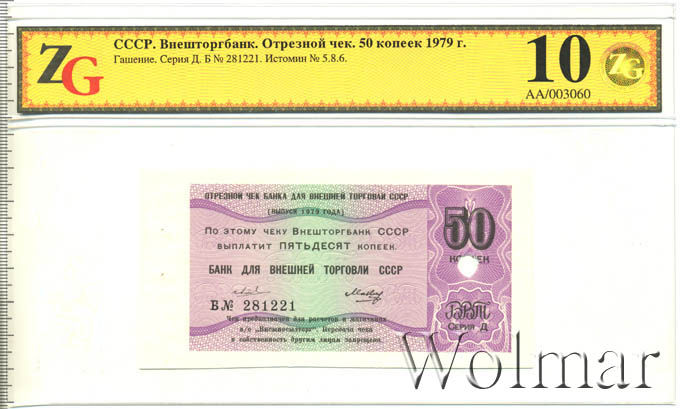 ZG
СССР. Внешторгбанк. Отрезной чек. 50 копеек 1979 г.
Гашение. Серия Д. Б № 281221. Истомин № 5.8.6.
10
ZG
АА/003060
ОТРЕЗНОЙ ЧЕК БАНКА ДЛЯ ВНЕШНЕЙ ТОРГОВЛИ СССР
(ВЫПУСК 1979 ГОДА)
ПО ЭТОМУ ЧЕКУ ВНЕШТОРГБАНК СССР
ВЫПЛАТИТ ПЯТЬДЕСЯТ КОПЕЕК.
БАНК ДЛЯ ВНЕШНЕЙ ТОРГОВЛИ СССР
Б№ 281221
Чек предназначен для расчетов в магазинах
в/о „Внешпосылторг“ Передача чека
в собственность другим лицам запрещена.
50
КОПЕЕК
ВВТ
СЕРИЯ Д
Wolmar